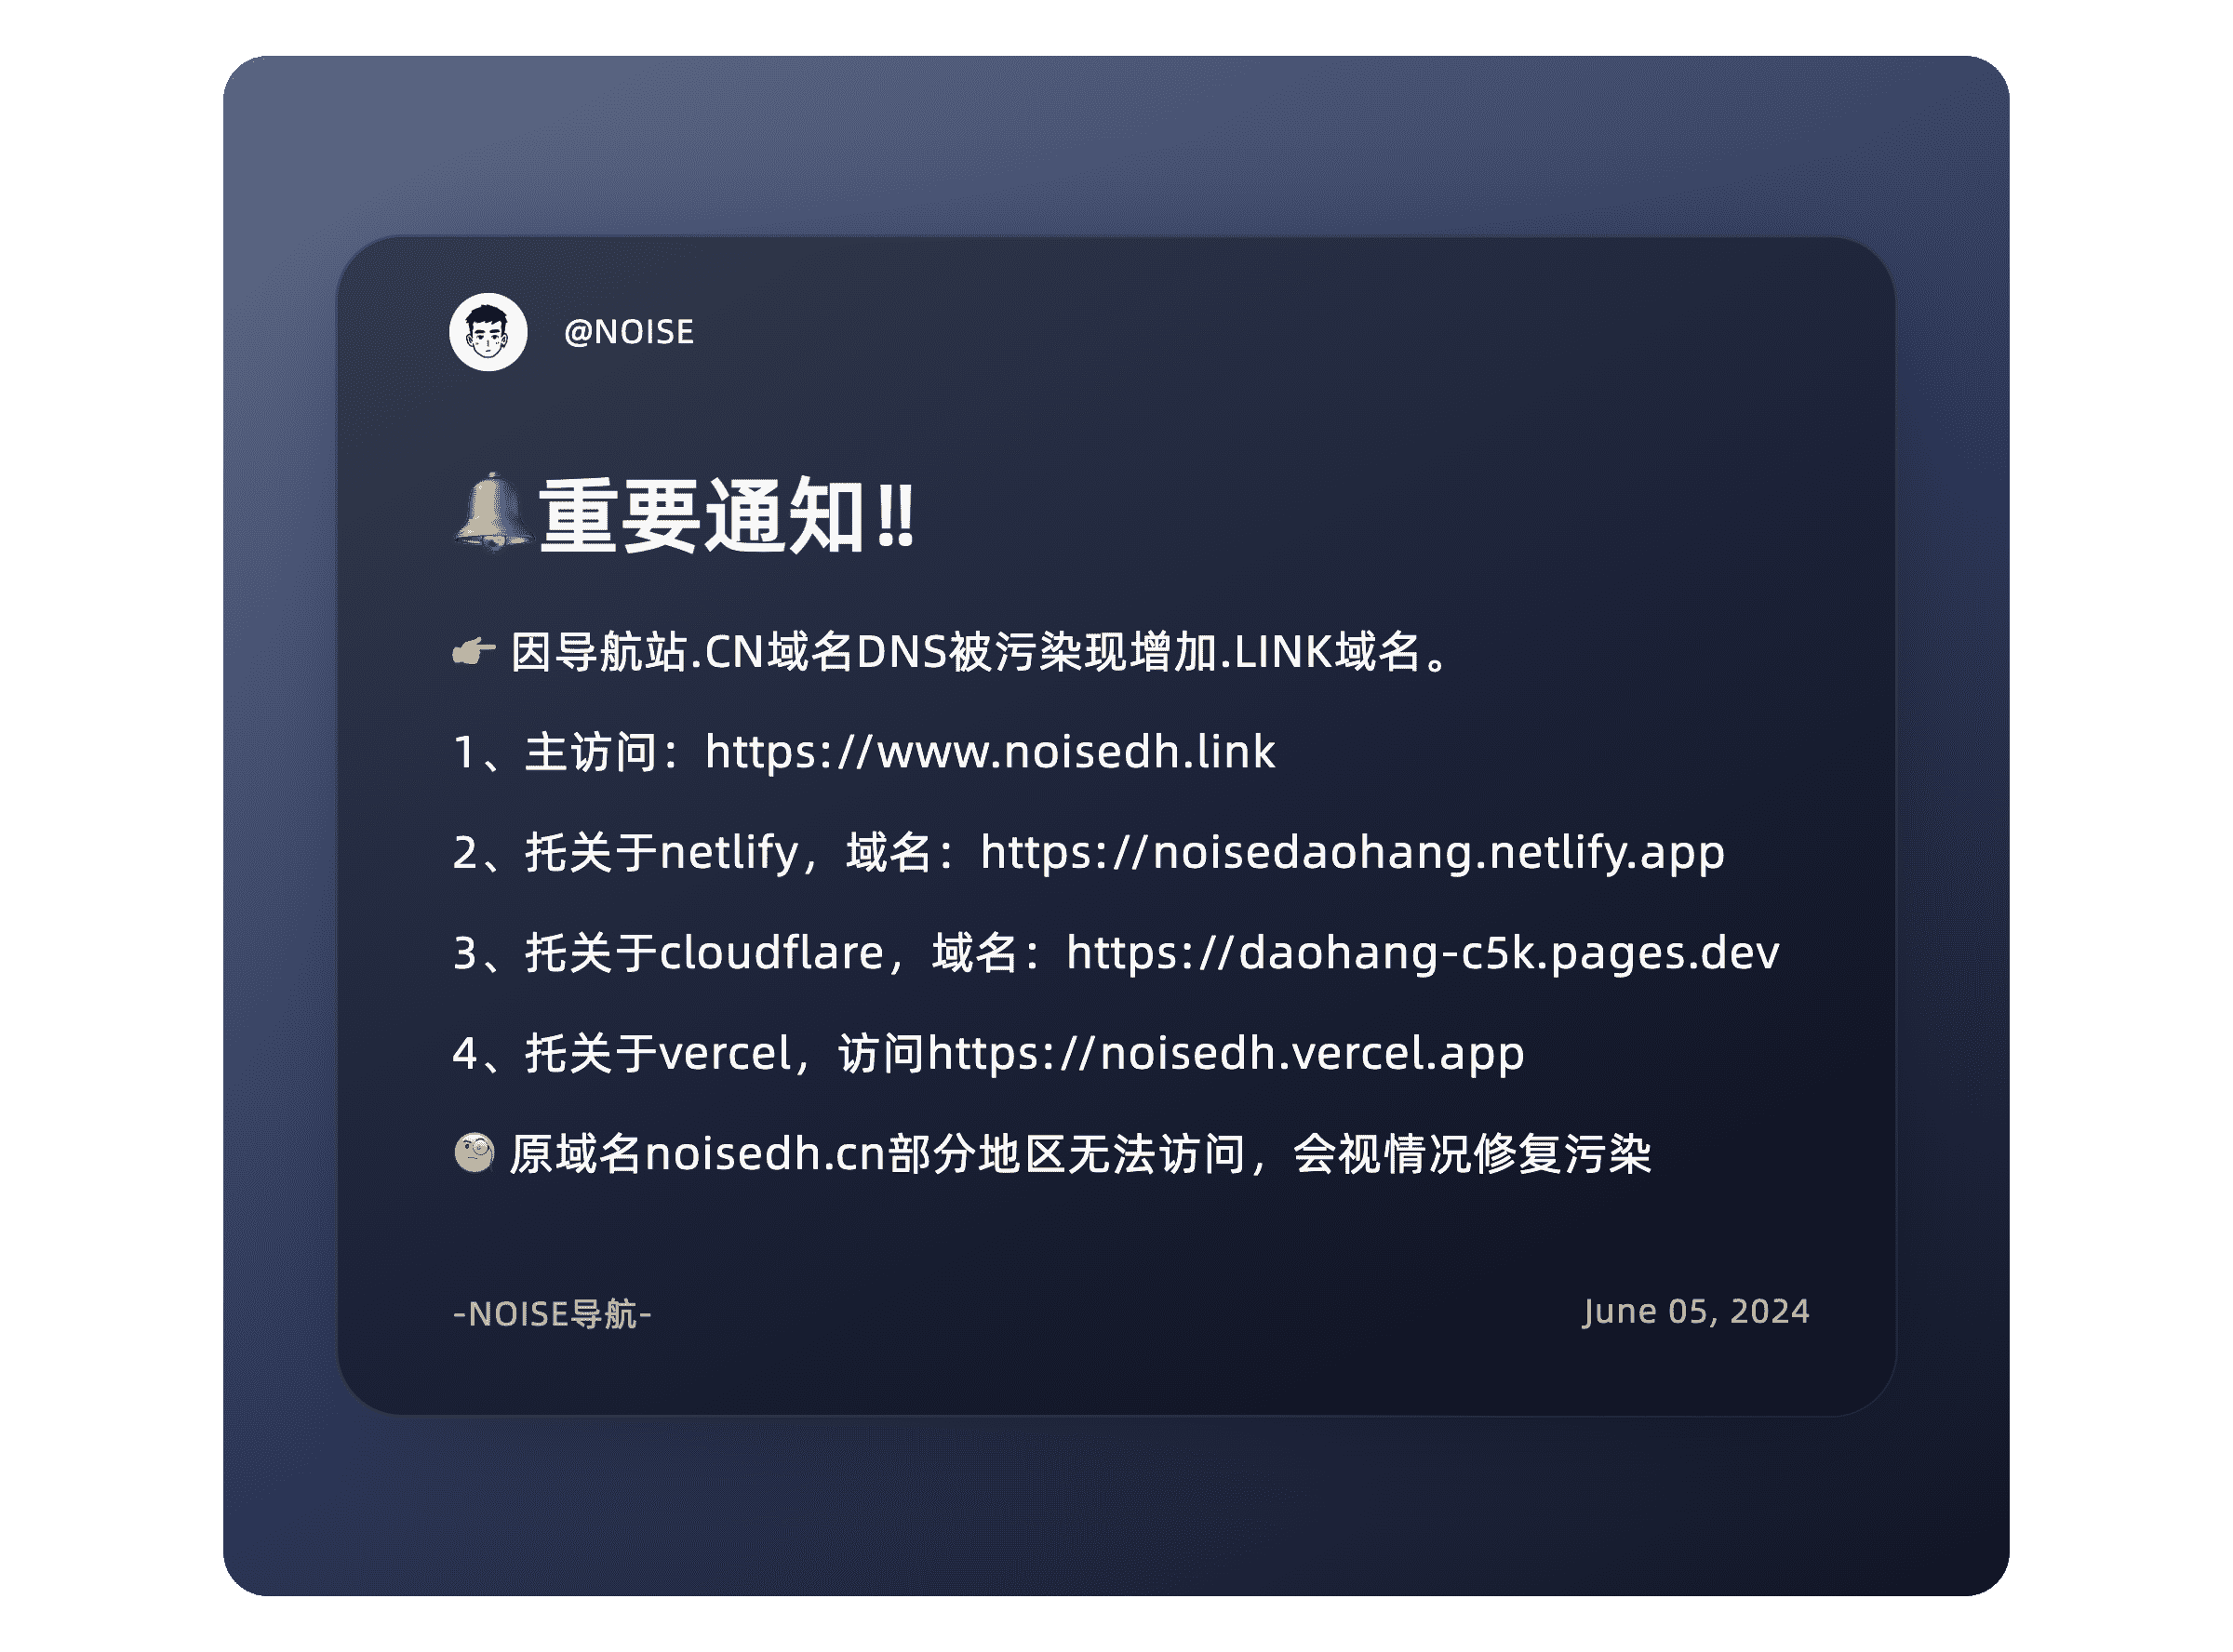 @NOISE
🔔重要通知‼
👉 因导航站.CN域名DNS被污染现增加.LINK域名。
1、主访问：https://www.noisedh.link
2、托关于netlify，域名：https://noisedaohang.netlify.app
3、托关于cloudflare，域名：https://daohang-c5k.pages.dev
4、托关于vercel，访问https://noisedh.vercel.app
🧐 原域名noisedh.cn部分地区无法访问，会视情况修复污染
-NOISE导航-
June 05, 2024